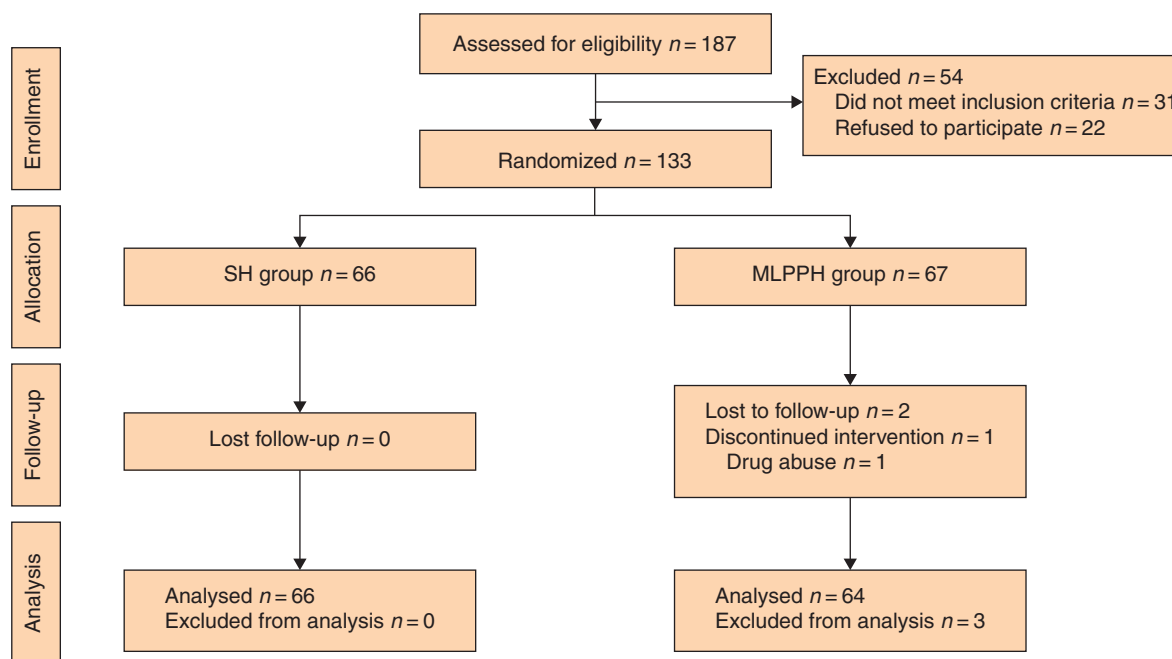 Enrollment
Assessed for eligibility n = 187
Excluded n = 54
Did not meet inclusion criteria n = 31
Refused to participate n = 22
Randomized n = 133
Allocation
SH group n = 66
MLPPH group n = 67
Follow-up
Lost follow-up n = 0
Lost to follow-up n = 2
Discontinued intervention n = 1
Drug abuse n = 1
Analysis
Analysed n = 66
Excluded from analysis n = 0
Analysed n = 64
Excluded from analysis n = 3